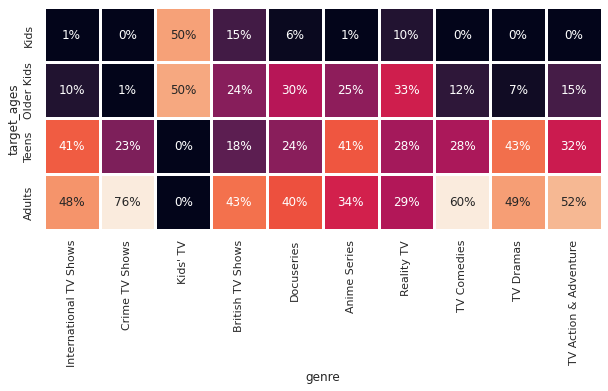 target_ages
Kids 1% 0% 50% 15% 6% 1% 10% 0% 0% 0%
Older Kids 10% 1% 50% 24% 30% 25% 33% 12% 7% 15%
Teens 41% 23% 0% 18% 24% 41% 28% 28% 43% 32%
Adults 48% 76% 0% 43% 40% 34% 29% 60% 49% 52%
International TV Shows
Crime TV Shows
Kids' TV
British TV Shows
Docuseries
Anime Series
Reality TV
TV Comedies
TV Dramas
TV Action & Adventure
genre